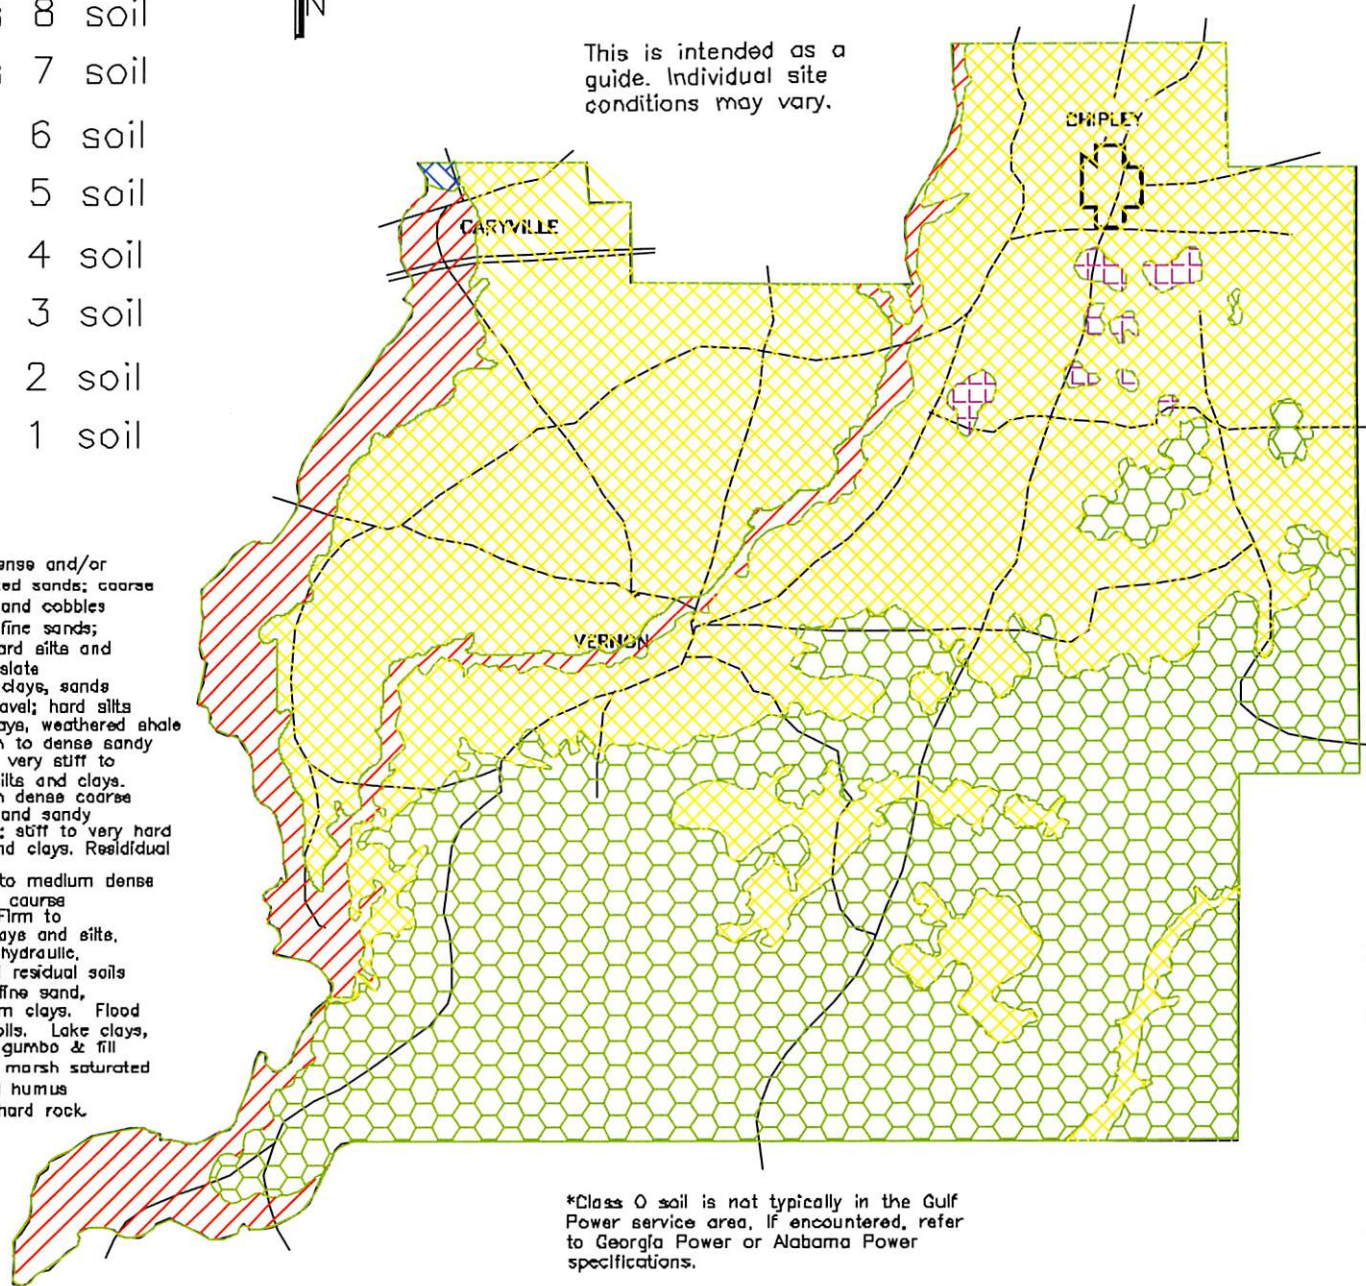 8 soil
N
7 soil
6 soil
5 soil
4 soil
3 soil
2 soil
1 soil
This is intended as a
guide. Individual site
conditions may vary.
CHIPLEY
CARYVILLE
VERNON
ense and/or
ed sands; coarse
and cobbles
fine sands;
ard silts and
slate
clays, sands
avel; hard silts
ays, weathered shale
to dense sandy
very stiff to
ilts and clays.
dense coarse
and sandy
; stiff to very hard
nd clays. Resididual
to medium dense
caurse
Firm to
ays and silts,
hydraulic,
residual soils
fine sand,
m clays. Flood
oils. Lake clays,
gumbo & fill
marsh saturated
humus
hard rock.
*Class 0 soil is not typically in the Gulf
Power service area, If encountered, refer
to Georgia Power or Alabama Power
specifications.